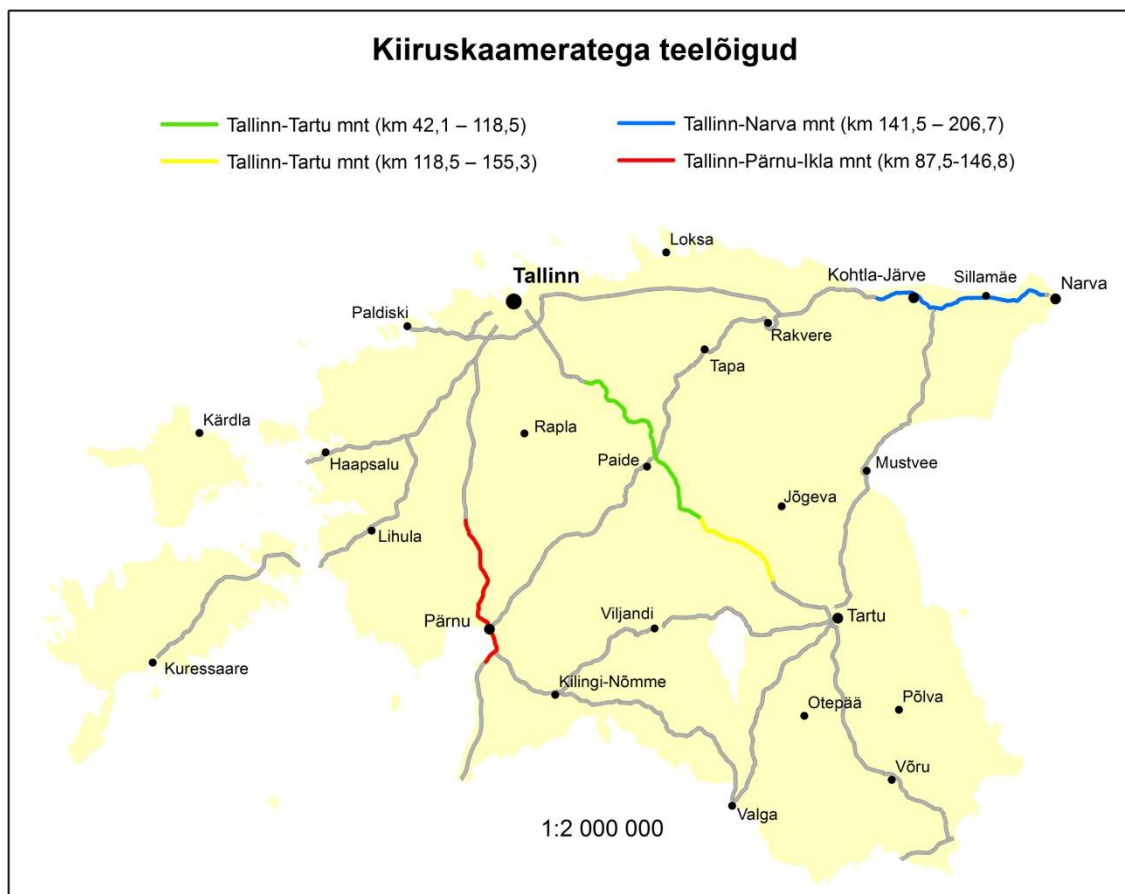 Kiiruskaameratega teelõigud
Tallinn-Tartu mnt (km 42,1 – 118,5)
Tallinn-Narva mnt (km 141,5 – 206,7)
Tallinn-Tartu mnt (km 118,5 – 155,3)
Tallinn-Pärnu-Ikla mnt (km 87,5-146,8)
Loksa
Tallinn
Kohtla-Järve
Sillamäe
Narva
Paldiski
Rakvere
Tapa
Kärdla
Rapla
Haapsalu
Paide
Mustvee
Jõgeva
Lihula
Pärnu
Viljandi
Tartu
Kuressaare
Kilingi-Nõmme
Otepää
Põlva
Võru
Valga
1:2 000 000